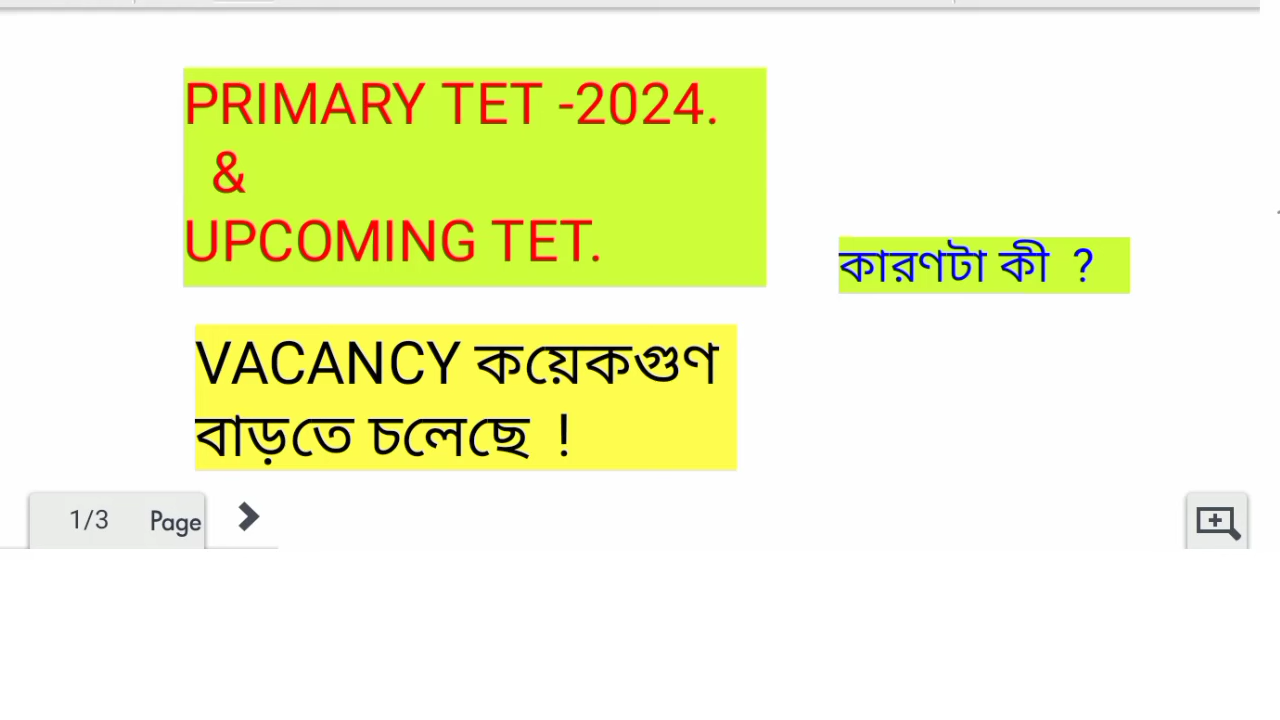 PRIMARY TET -2024.
&
UPCOMING TET.
কারণটা কী ?
VACANCY কয়েকগুণ
বাড়তে চলেছে !
1/3 Page